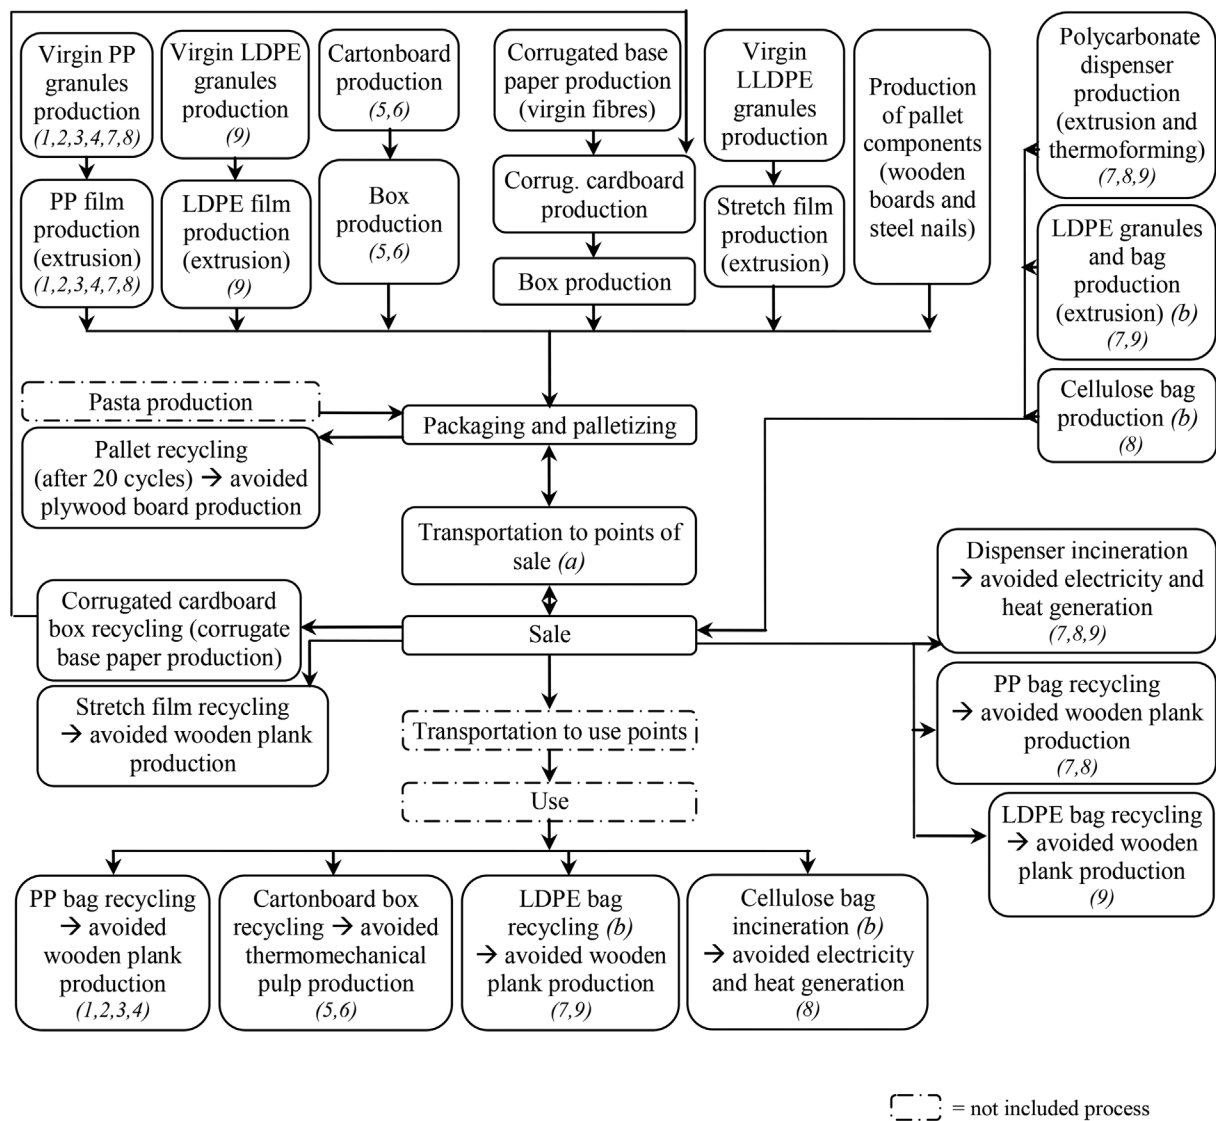 Virgin PP
granules
production
(1,2,3,4,7,8)
Virgin LDPE
granules
production
(9)
Cartonboard
production
(5,6)
Corrugated base
paper production
(virgin fibres)
Virgin
LLDPE
granules
production
Production
of pallet
components
(wooden
boards and
steel nails)
Polycarbonate
dispenser
production
(extrusion and
thermoforming)
(7,8,9)
PP film
production
(extrusion)
(1,2,3,4,7,8)
LDPE film
production
(extrusion)
(9)
Box
production
(5,6)
Corrug. cardboard
production
Stretch film
production
(extrusion)
Box production
LDPE granules
and bag
production
(extrusion) (b)
(7,9)
Cellulose bag
production (b)
(8)
Pasta production
Packaging and palletizing
Pallet recycling
(after 20 cycles) → avoided
plywood board production
Transportation to points of
sale (a)
Dispenser incineration
→ avoided electricity and
heat generation
(7,8,9)
Corrugated cardboard
box recycling (corrugate
base paper production)
Sale
Stretch film recycling
→ avoided wooden plank
production
PP bag recycling
→ avoided wooden plank
production
(7,8)
Transportation to use points
Use
LDPE bag recycling
→ avoided wooden
plank production
(9)
PP bag recycling
→ avoided
wooden plank
production
(1,2,3,4)
Cartonboard box
recycling → avoided
thermomechanical
pulp production
(5,6)
LDPE bag
recycling (b)
→ avoided wooden
plank production
(7,9)
Cellulose bag
incineration (b)
→ avoided electricity
and heat generation
(8)
= not included process